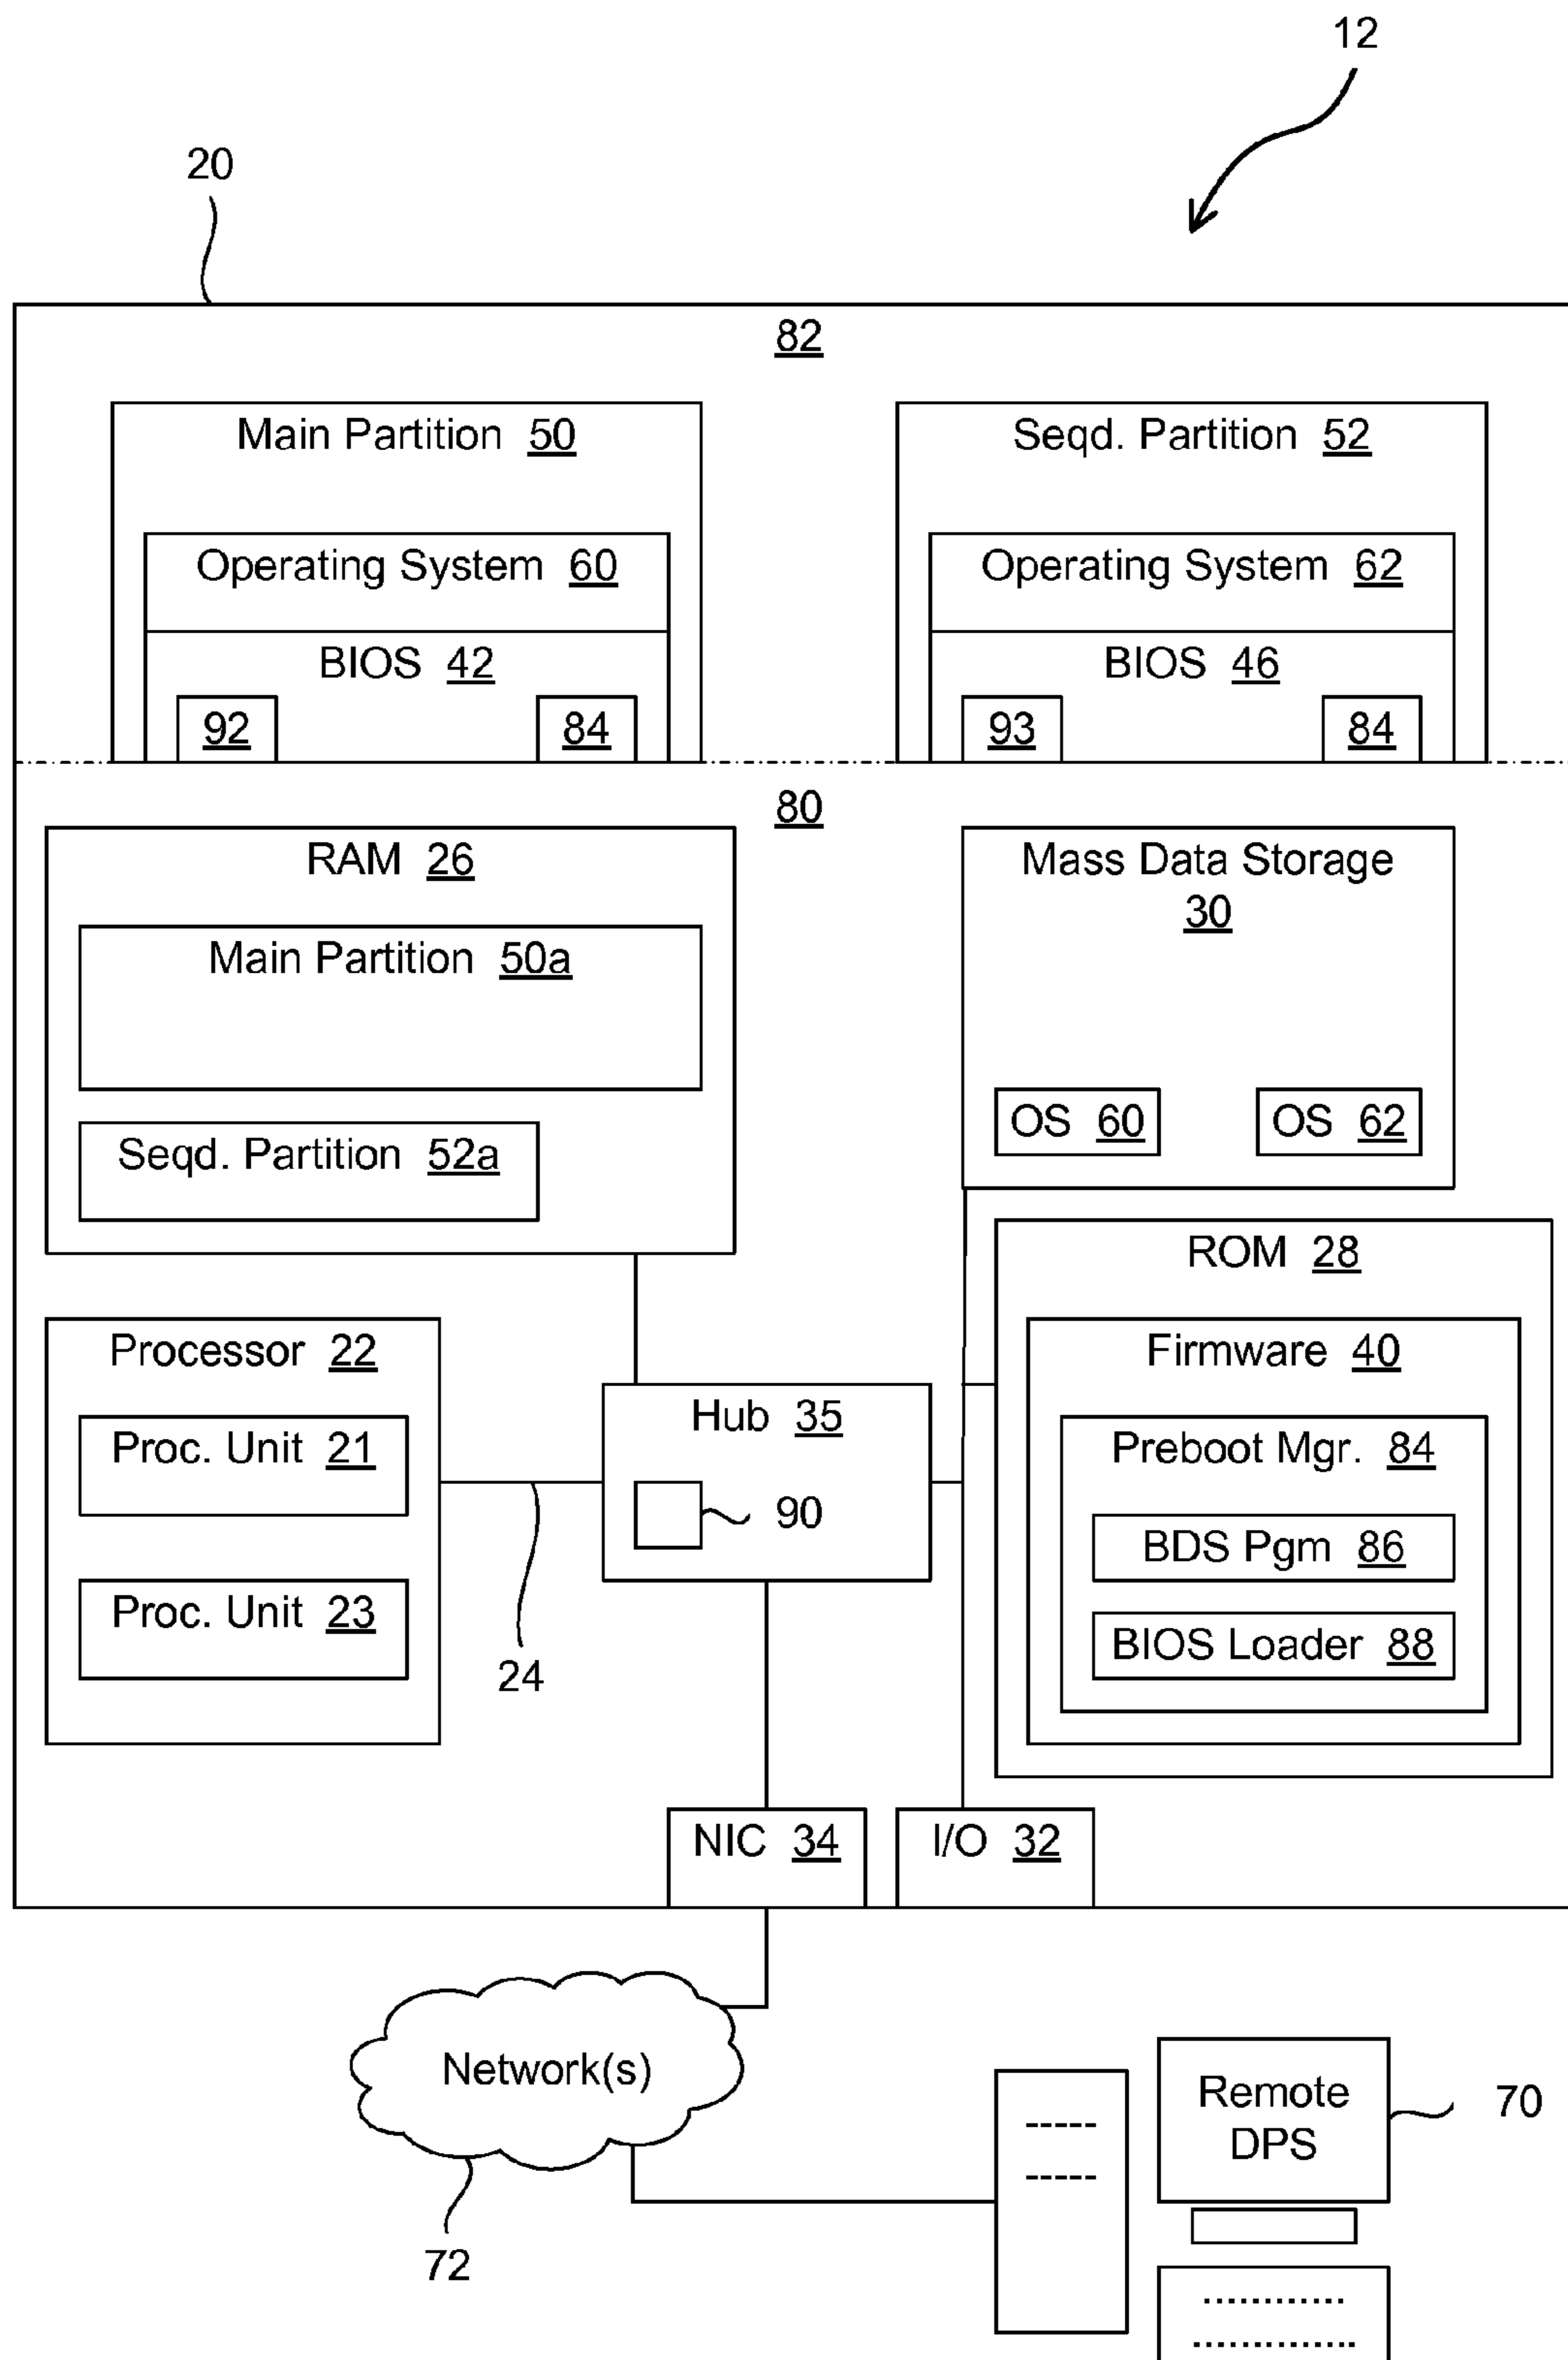 12
20
82
Main Partition 50
Seqd. Partition 52
Operating System 60
Operating System 62
BIOS 42
BIOS 46
92
84
93
84
80
RAM 26
Mass Data Storage
30
Main Partition 50a
OS 60
OS 62
Seqd. Partition 52a
ROM 28
Processor 22
Firmware 40
Hub 35
Proc. Unit 21
Preboot Mgr. 84
90
BDS Pgm 86
Proc. Unit 23
BIOS Loader 88
24
NIC 34
I/O 32
Network(s)
Remote
DPS
70
72